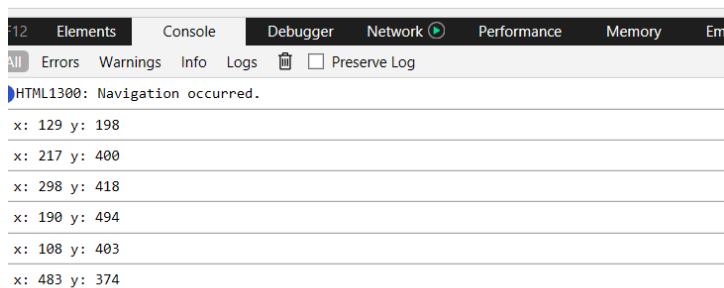 F12 Elements Console Debugger Network Performance Memory Em
All Errors Warnings Info Logs Preserve Log
HTML1300: Navigation occurred.
x: 129 y: 198
x: 217 y: 400
x: 298 y: 418
x: 190 y: 494
x: 108 y: 403
x: 483 y: 374